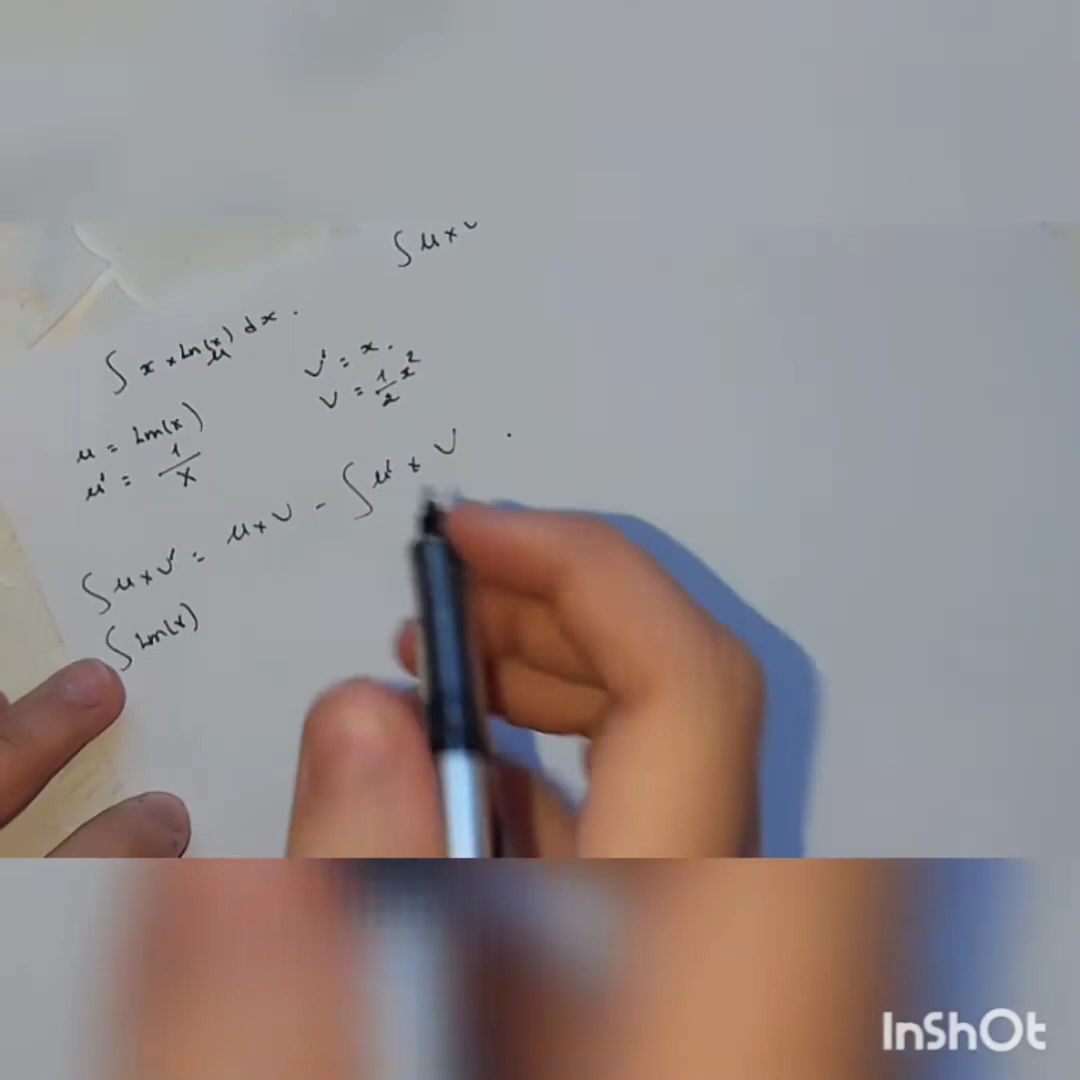 ∫ u × v
∫ x × Ln(x) dx .
u
v' = x .
v = 1/2 x²
u = Ln(x)
u' = 1/x
∫ u × v' = u × v - ∫ u' × v .
∫ Ln(x)
InShOt